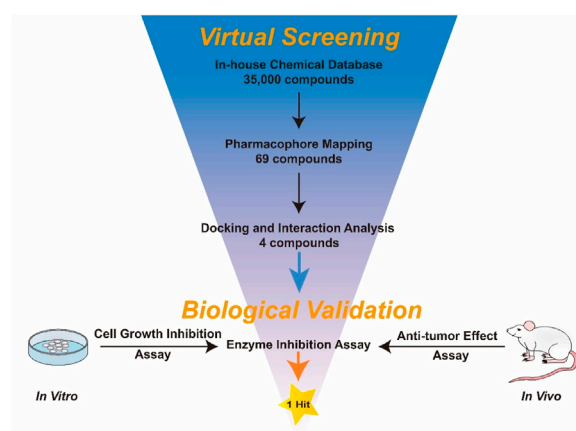 Virtual Screening
In-house Chemical Database
35,000 compounds
Pharmacophore Mapping
69 compounds
Docking and Interaction Analysis
4 compounds
Biological Validation
Cell Growth Inhibition
Assay
Enzyme Inhibition Assay
Anti-tumor Effect
Assay
In Vitro
1 Hit
In Vivo